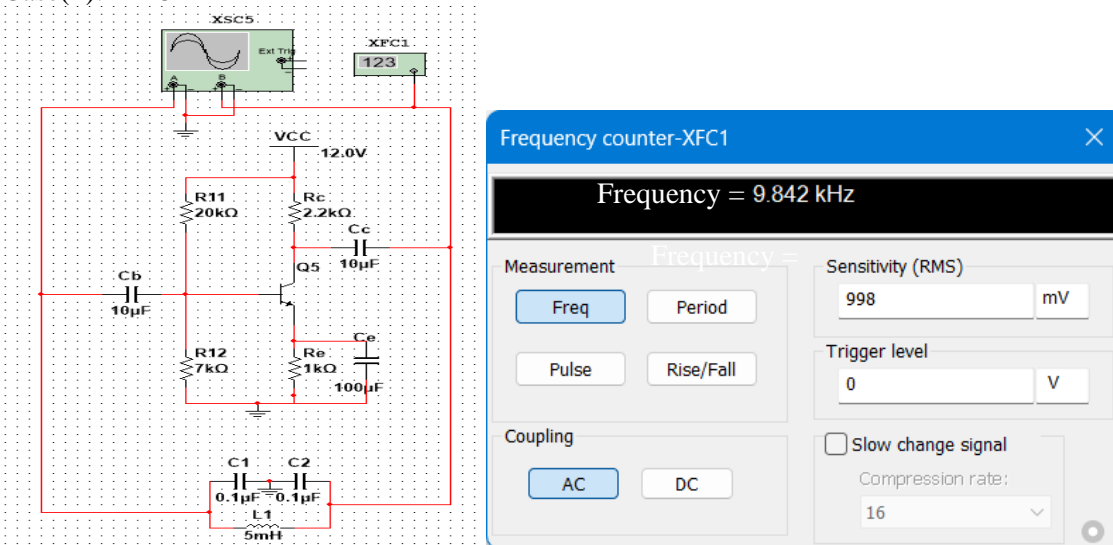 XSC5
Ext Trig
A
B
XFC1
123
VCC
12.0V
R11
20kΩ
Rc
2.2kΩ
Cc
10µF
Q5
Cb
10µF
R12
7kΩ
Re
1kΩ
Ce
100µF
C1
0.1µF
C2
0.1µF
L1
5mH
Frequency counter-XFC1
Frequency = 9.842 kHz
Frequency =
Measurement
Freq
Period
Pulse
Rise/Fall
Coupling
AC
DC
Sensitivity (RMS)
998
mV
Trigger level
0
V
Slow change signal
Compression rate:
16